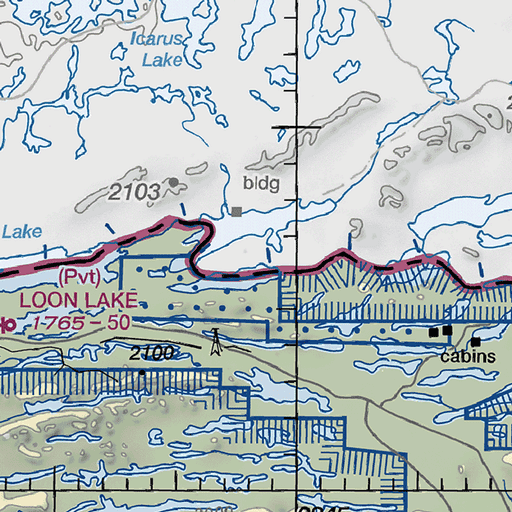 Icarus
Lake
2103
bldg
Lake
(Pvt)
LOON LAKE
1765 – 50
2100
cabins